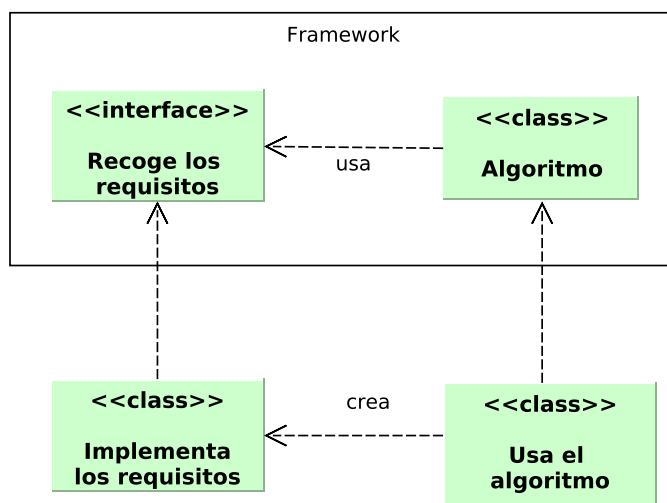 Framework
<<interface>>
Recoge los
requisitos
usa
<<class>>
Algoritmo
<<class>>
Implementa
los requisitos
crea
<<class>>
Usa el
algoritmo